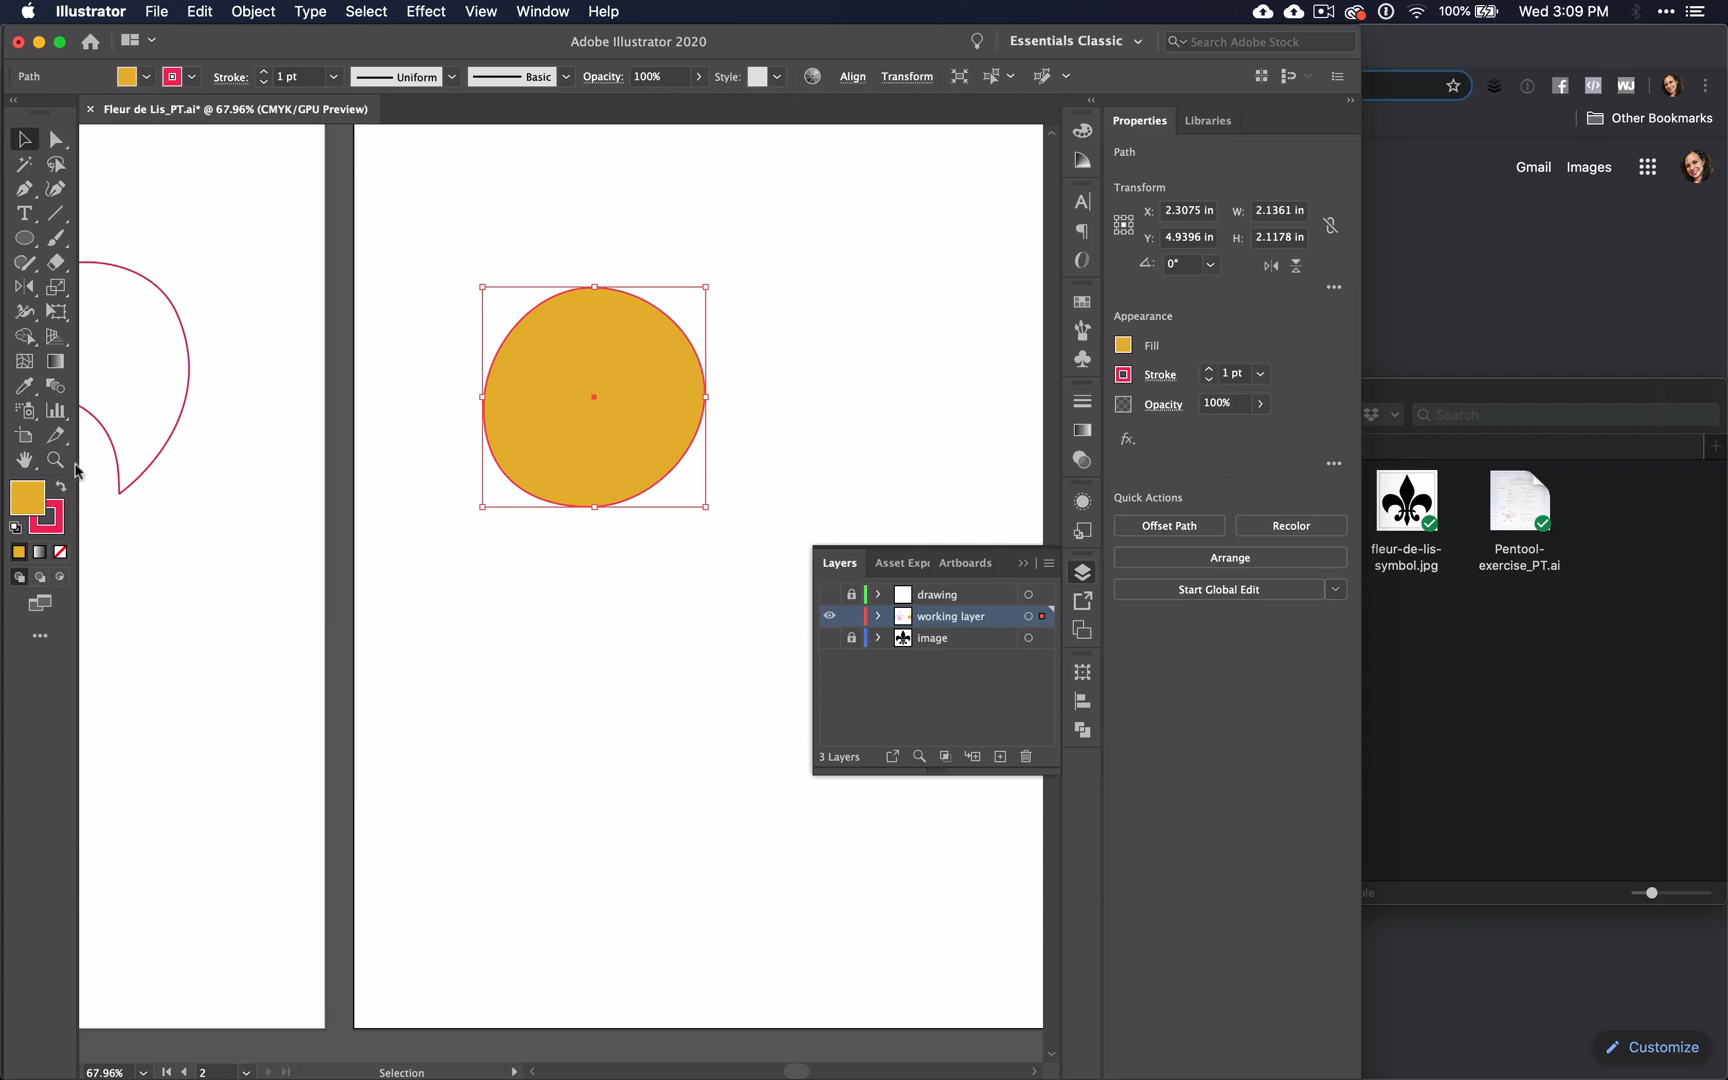 Illustrator File Edit Object Type Select Effect View Window Help
100% Wed 3:09 PM
Adobe Illustrator 2020
Essentials Classic
Search Adobe Stock
Path
Stroke: 1 pt Uniform Basic Opacity: 100% Style: Align Transform
Fleur de Lis_PT.ai* @ 67.96% (CMYK/GPU Preview)
Other Bookmarks
Gmail Images
Properties Libraries
Path
Transform
X: 2.3075 in W: 2.1361 in
Y: 4.9396 in H: 2.1178 in
0°
Appearance
Fill
Stroke 1 pt
Opacity 100%
fx.
Quick Actions
Offset Path Recolor
Arrange
Start Global Edit
Search
fleur-de-lis-symbol.jpg
Pentool-exercise_PT.ai
Layers Asset Expo Artboards
drawing
working layer
image
3 Layers
67.96% 2 Selection
Customize